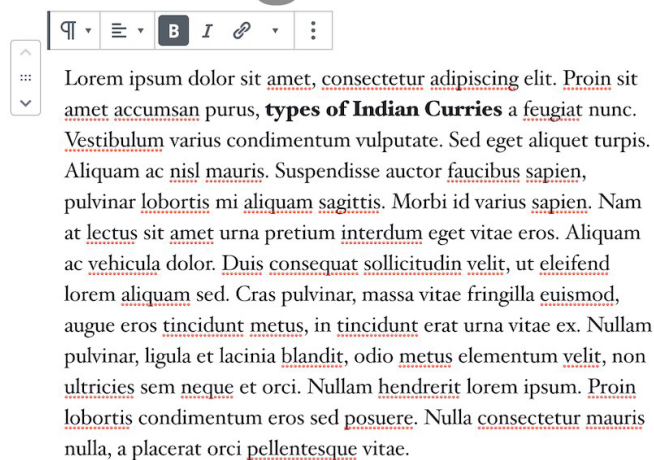 B I
Lorem ipsum dolor sit amet, consectetur adipiscing elit. Proin sit
amet accumsan purus, types of Indian Curries a feugiat nunc.
Vestibulum varius condimentum vulputate. Sed eget aliquet turpis.
Aliquam ac nisl mauris. Suspendisse auctor faucibus sapien,
pulvinar lobortis mi aliquam sagittis. Morbi id varius sapien. Nam
at lectus sit amet urna pretium interdum eget vitae eros. Aliquam
ac vehicula dolor. Duis consequat sollicitudin velit, ut eleifend
lorem aliquam sed. Cras pulvinar, massa vitae fringilla euismod,
augue eros tincidunt metus, in tincidunt erat urna vitae ex. Nullam
pulvinar, ligula et lacinia blandit, odio metus elementum velit, non
ultricies sem neque et orci. Nullam hendrerit lorem ipsum. Proin
lobortis condimentum eros sed posuere. Nulla consectetur mauris
nulla, a placerat orci pellentesque vitae.